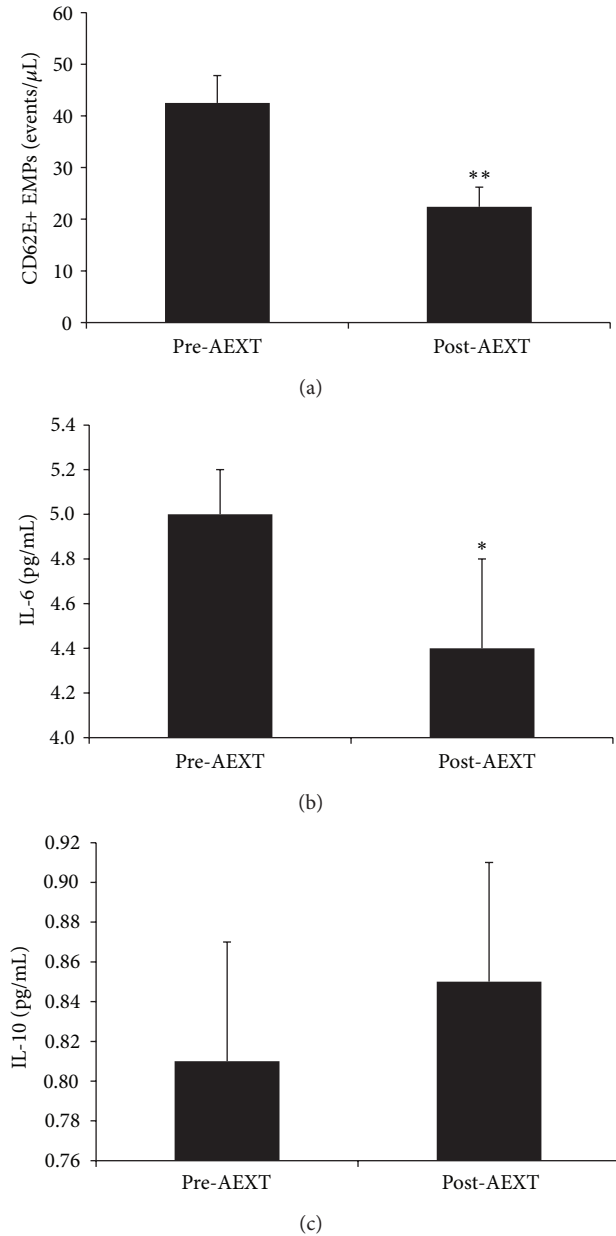 60
50
40
30
20
10
0
CD62E+ EMPs (events/μL)
**
Pre-AEXT Post-AEXT
(a)
5.4
5.2
5.0
4.8
4.6
4.4
4.2
4.0
IL-6 (pg/mL)
*
Pre-AEXT Post-AEXT
(b)
0.92
0.90
0.88
0.86
0.84
0.82
0.80
0.78
0.76
IL-10 (pg/mL)
Pre-AEXT Post-AEXT
(c)